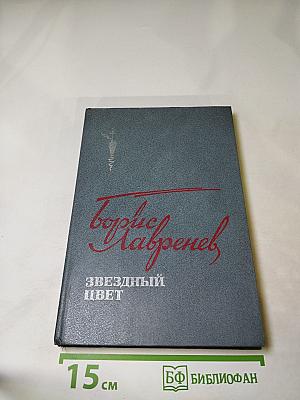 Борис
Лавренев
ЗВЕЗДНЫЙ
ЦВЕТ
15 см
БФ БИБЛИОФАН